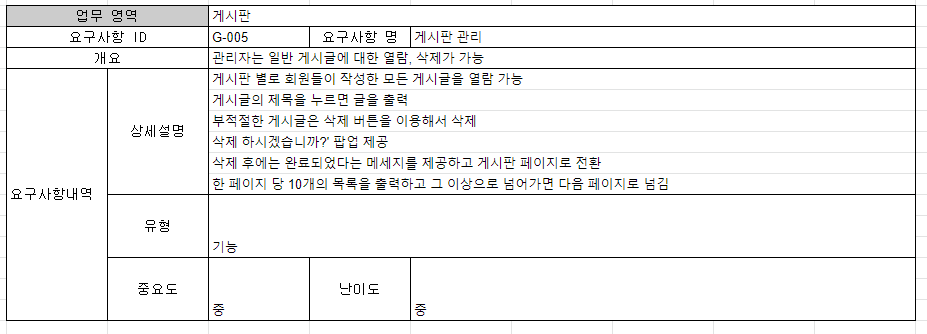 업무 영역 게시판
요구사항 ID G-005 요구사항 명 게시판 관리
개요 관리자는 일반 게시글에 대한 열람, 삭제가 가능
요구사항내역 상세설명 게시판 별로 회원들이 작성한 모든 게시글을 열람 가능
게시글의 제목을 누르면 글을 출력
부적절한 게시글은 삭제 버튼을 이용해서 삭제
삭제 하시겠습니까?' 팝업 제공
삭제 후에는 완료되었다는 메세지를 제공하고 게시판 페이지로 전환
한 페이지 당 10개의 목록을 출력하고 그 이상으로 넘어가면 다음 페이지로 넘김
유형 기능
중요도 중 난이도 중